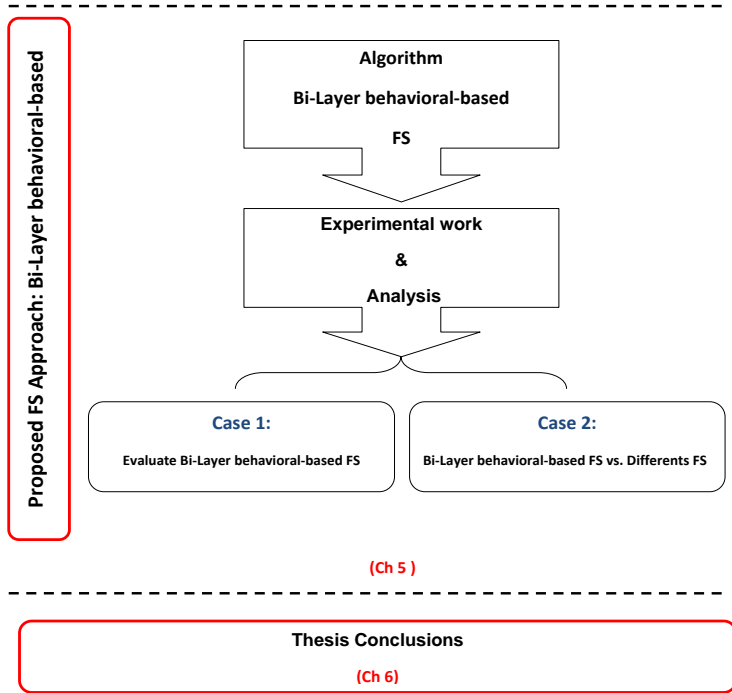 Proposed FS Approach: Bi-Layer behavioral-based
Algorithm
Bi-Layer behavioral-based
FS
Experimental work
&
Analysis
Case 1:
Evaluate Bi-Layer behavioral-based FS
Case 2:
Bi-Layer behavioral-based FS vs. Differents FS
(Ch 5 )
Thesis Conclusions
(Ch 6)